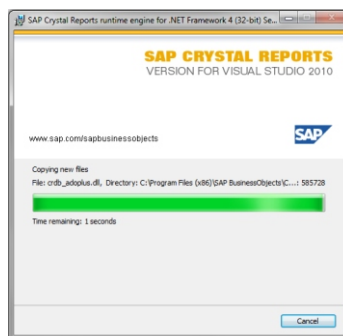 SAP Crystal Reports runtime engine for .NET Framework 4 (32-bit) Se...
SAP CRYSTAL REPORTS
VERSION FOR VISUAL STUDIO 2010
www.sap.com/sapbusinessobjects
SAP
Copying new files
File: crdb_adoplus.dll, Directory: C:\Program Files (x86)\SAP BusinessObjects\C...: 585728
Time remaining: 1 seconds
Cancel